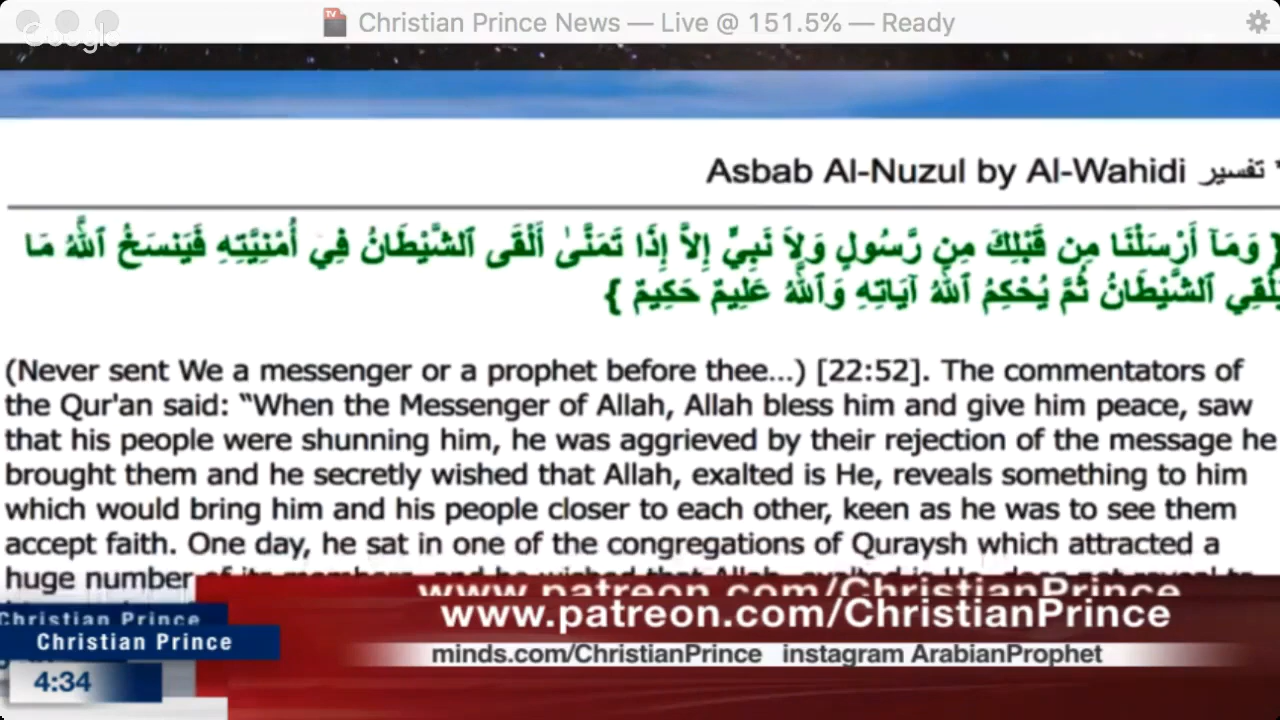 Christian Prince News — Live @ 151.5% — Ready
Google
Asbab Al-Nuzul by Al-Wahidi تفسير *
{ وَمَآ أَرْسَلْنَا مِن قَبْلِكَ مِن رَّسُولٍ وَلاَ نَبِيٍّ إِلاَّ إِذَا تَمَنَّىٰ أَلْقَى ٱلشَّيْطَانُ فِيۤ أُمْنِيَّتِهِ فَيَنسَخُ ٱللَّهُ مَا
يُلْقِي ٱلشَّيْطَانُ ثُمَّ يُحْكِمُ ٱللَّهُ آيَاتِهِ وَٱللَّهُ عَلِيمٌ حَكِيمٌ }
(Never sent We a messenger or a prophet before thee...) [22:52]. The commentators of
the Qur'an said: “When the Messenger of Allah, Allah bless him and give him peace, saw
that his people were shunning him, he was aggrieved by their rejection of the message he
brought them and he secretly wished that Allah, exalted is He, reveals something to him
which would bring him and his people closer to each other, keen as he was to see them
accept faith. One day, he sat in one of the congregations of Quraysh which attracted a
huge number
www.patreon.com/ChristianPrince
www.patreon.com/ChristianPrince
Christian Prince
Christian Prince
minds.com/ChristianPrince instagram ArabianProphet
4:34